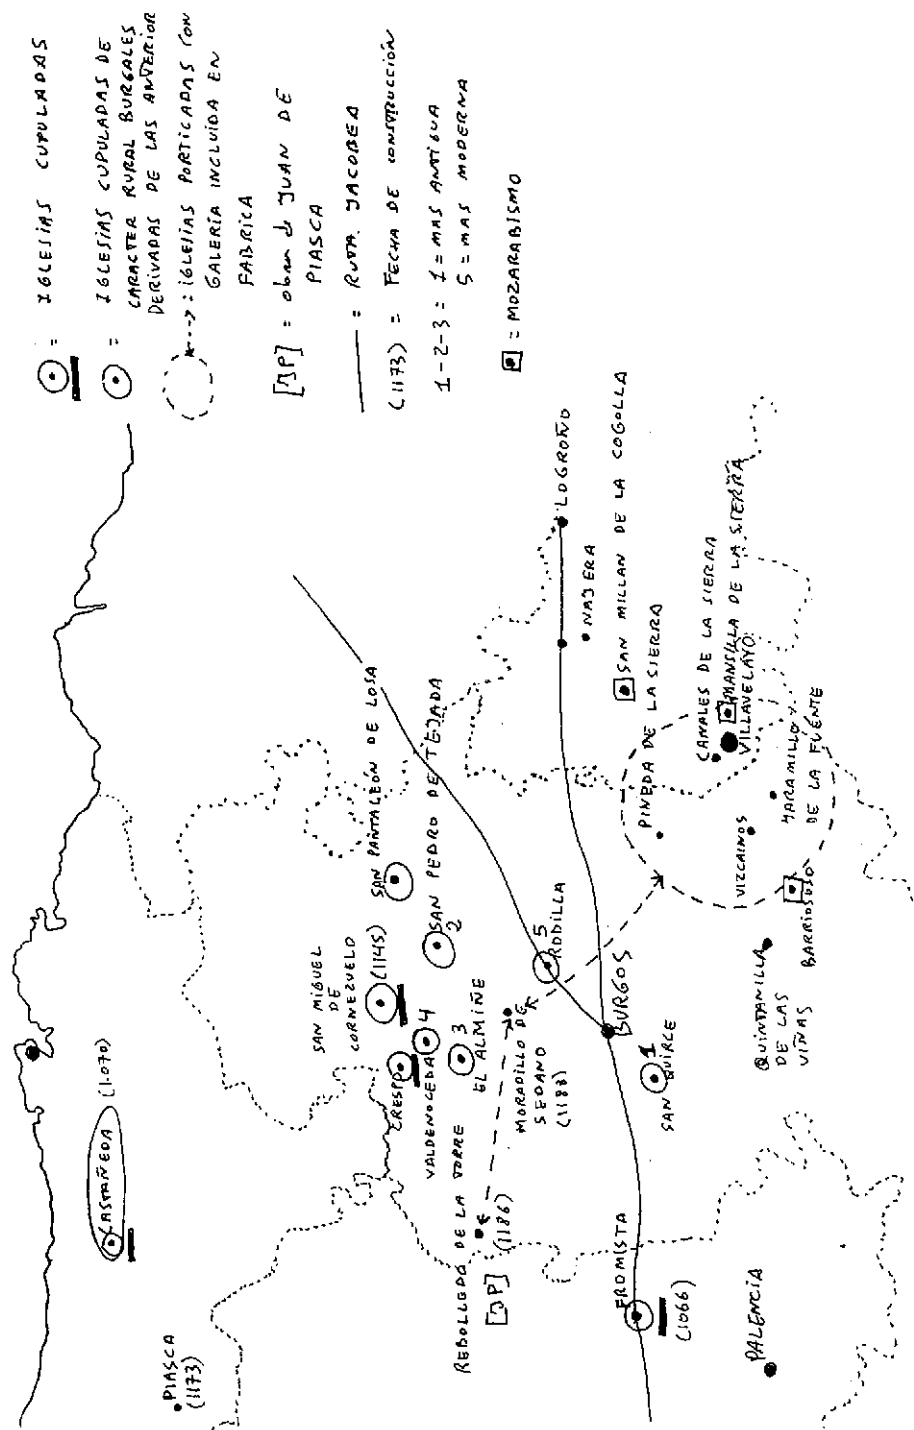 IGLESIAS CUPULADAS
=
IGLESIAS CUPULADAS DE
CARACTER RURAL BURGALES
DERIVADAS DE LAS ANTERIOR
=
: IGLESIAS PORTICADAS CON
GALERIA INCLUIDA EN
FABRICA
[JP] = obran de JUAN DE
PIASCA
= RUTA JACOBEA
(1173) = FECHA DE CONSTRUCCIÓN
1-2-3 = 1 = MAS ANTIGUA
5 = MAS MODERNA
= MOZARABISMO
CASTAÑEDA (1070)
PIASCA
(1173)
SAN MIGUEL
DE
CORNEZUELO
(1145)
SAN PANTALEÓN DE LOSA
CRESPO
SAN PEDRO DE TEJADA
2
VALDENOCEDA
4
3
EL ALMIÑE
REBOLLEDO DE LA TORRE
(1186)
[JP]
MORADILLO DE
SEDANO
(1188)
5
RODILLA
LOGROÑO
NAJERA
SAN MILLAN DE LA COGOLLA
BURGOS
FROMISTA
(1066)
1
SAN QUIRCE
PINEDA DE LA SIERRA
CANALES DE LA SIERRA
MANSILLA DE LA SIERRA
VILLAVELAYO
VIZCAINOS
JARAMILLO
DE LA FUENTE
BARRIOSUSO
QUINTANILLA
DE LAS
VIÑAS
PALENCIA